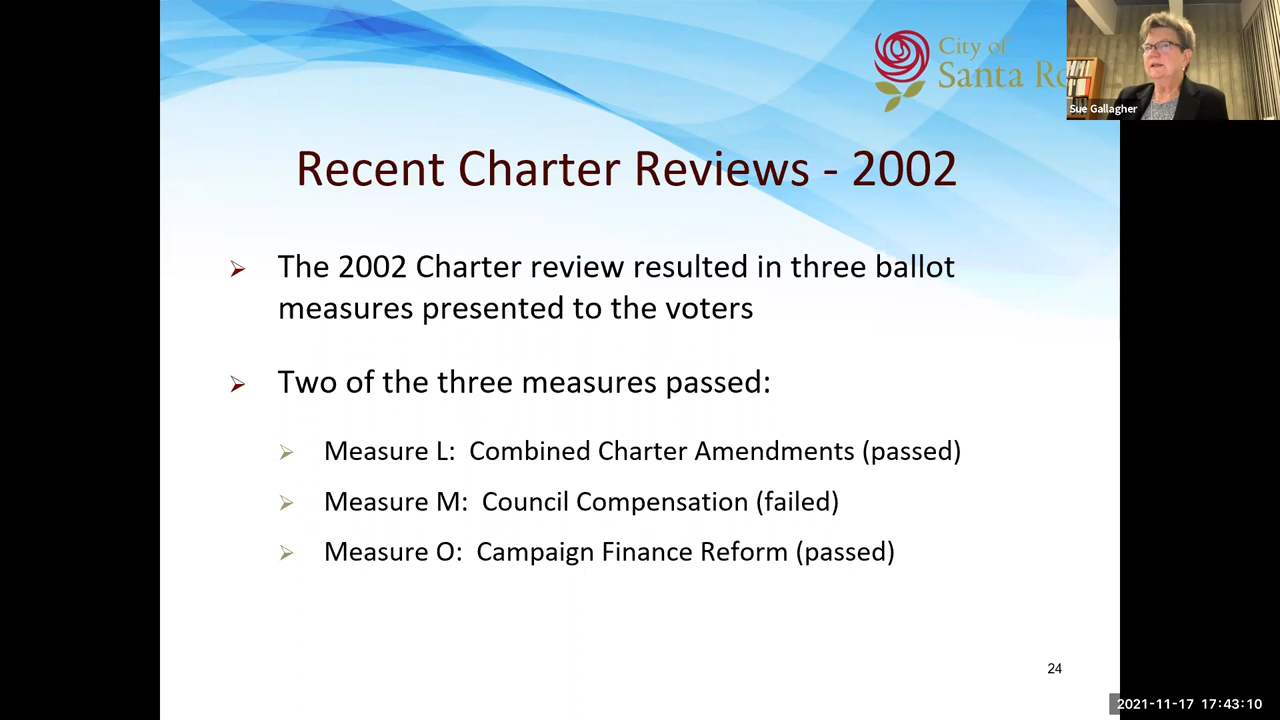 City of
Santa Ro
Sue Gallagher
Recent Charter Reviews - 2002
The 2002 Charter review resulted in three ballot
measures presented to the voters
Two of the three measures passed:
Measure L: Combined Charter Amendments (passed)
Measure M: Council Compensation (failed)
Measure O: Campaign Finance Reform (passed)
24
2021-11-17 17:43:10